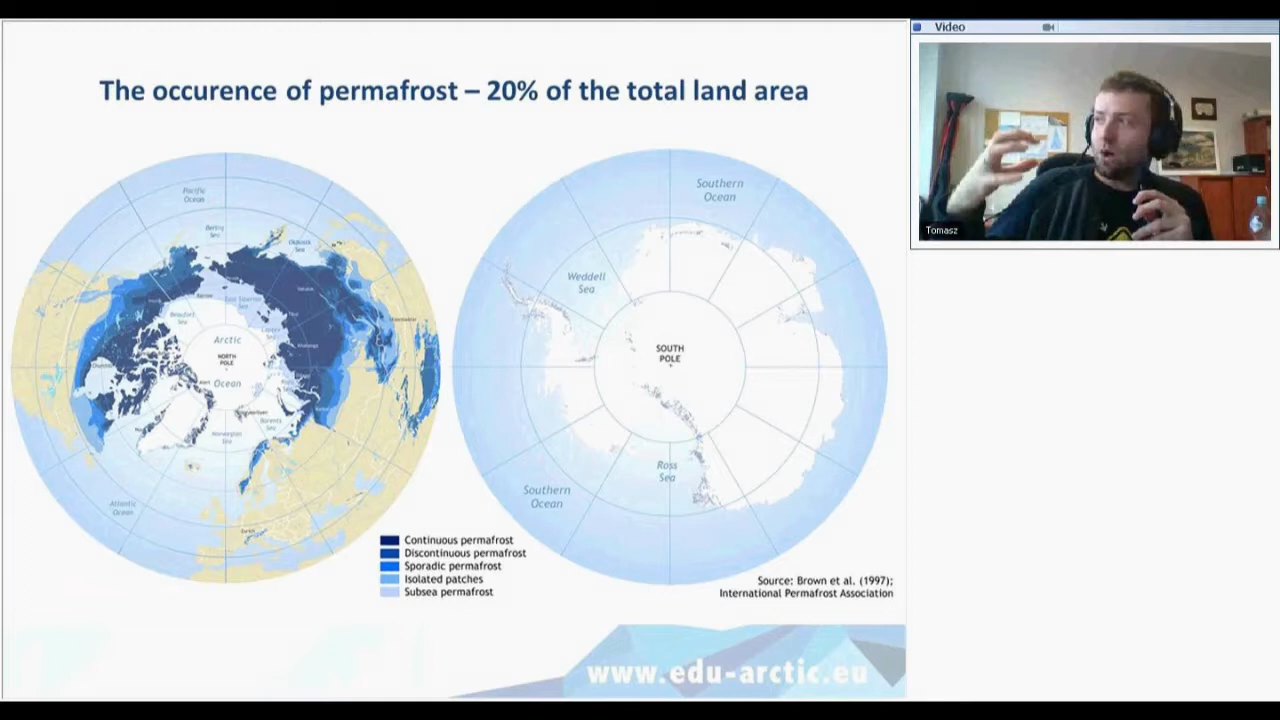 Video
The occurence of permafrost – 20% of the total land area
Tomasz
Pacific
Ocean
Bering
Sea
Okhotsk
Sea
Beaufort
Sea
East Siberian
Sea
Laptev
Sea
Arctic
NORTH
POLE
Ocean
Barents
Sea
Norwegian
Sea
Atlantic
Ocean
Southern
Ocean
Weddell
Sea
SOUTH
POLE
Ross
Sea
Southern
Ocean
Continuous permafrost
Discontinuous permafrost
Sporadic permafrost
Isolated patches
Subsea permafrost
Source: Brown et al. (1997);
International Permafrost Association
www.edu-arctic.eu